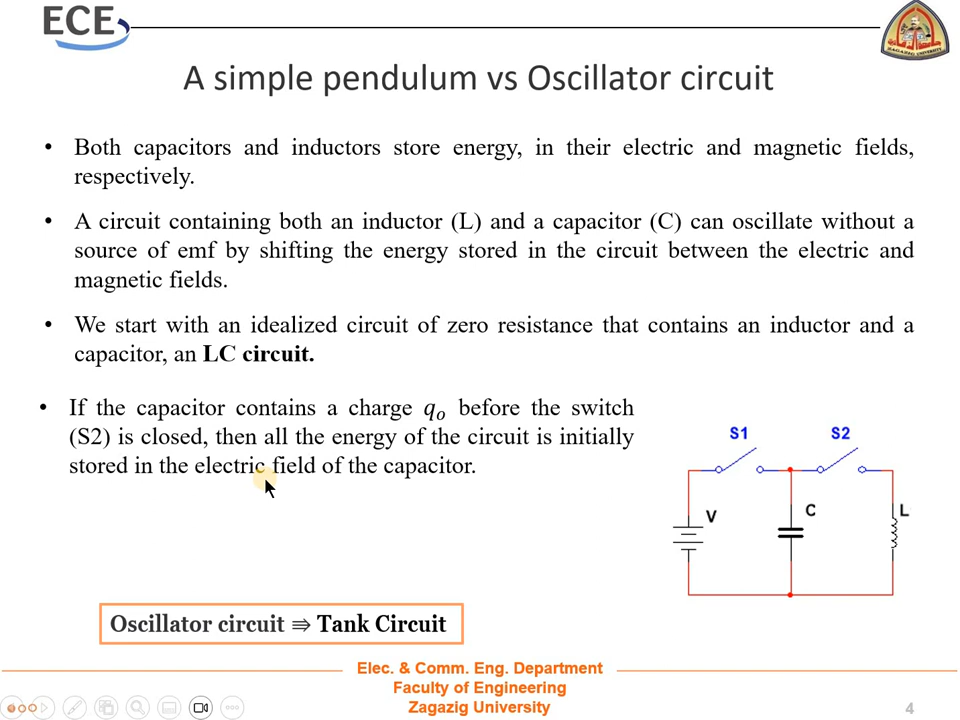 ECE
ZAGAZIG UNIVERSITY
A simple pendulum vs Oscillator circuit
• Both capacitors and inductors store energy, in their electric and magnetic fields,
respectively.
• A circuit containing both an inductor (L) and a capacitor (C) can oscillate without a
source of emf by shifting the energy stored in the circuit between the electric and
magnetic fields.
• We start with an idealized circuit of zero resistance that contains an inductor and a
capacitor, an LC circuit.
• If the capacitor contains a charge qₒ before the switch
(S2) is closed, then all the energy of the circuit is initially
stored in the electric field of the capacitor.
S1
S2
V
C
L
Oscillator circuit ⇛ Tank Circuit
Elec. & Comm. Eng. Department
Faculty of Engineering
Zagazig University
4